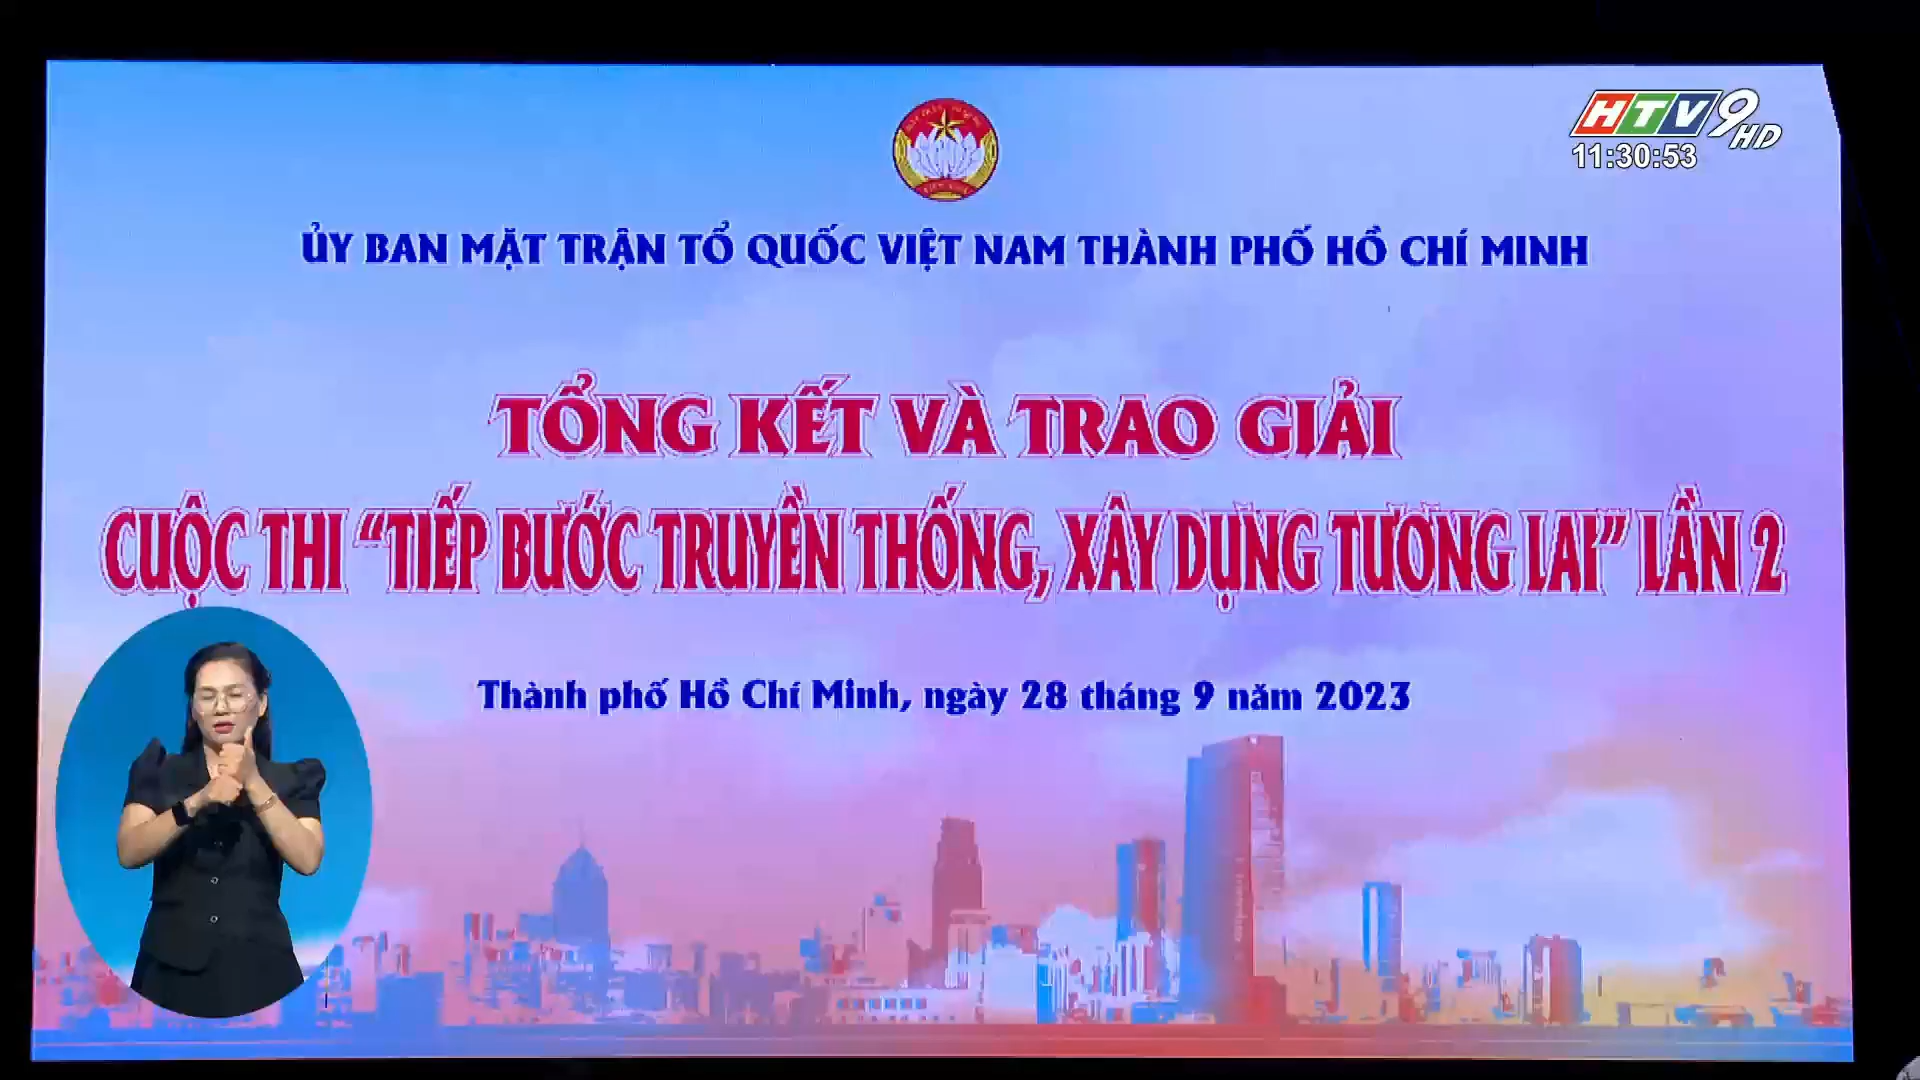 HTV9 HD
11:30:53
ỦY BAN MẶT TRẬN TỔ QUỐC VIỆT NAM THÀNH PHỐ HỒ CHÍ MINH
TỔNG KẾT VÀ TRAO GIẢI
CUỘC THI “TIẾP BƯỚC TRUYỀN THỐNG, XÂY DỰNG TƯƠNG LAI” LẦN 2
Thành phố Hồ Chí Minh, ngày 28 tháng 9 năm 2023